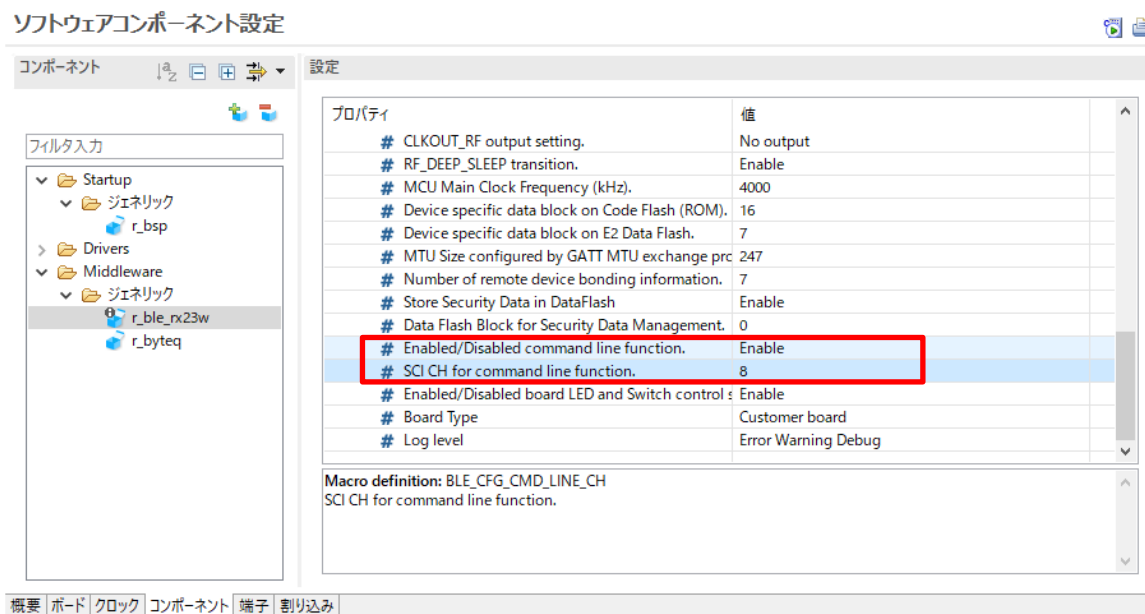 ソフトウェアコンポーネント設定
コンポーネント
設定
フィルタ入力
Startup
ジェネリック
r_bsp
Drivers
Middleware
ジェネリック
r_ble_rx23w
r_byteq
プロパティ 値
# CLKOUT_RF output setting. No output
# RF_DEEP_SLEEP transition. Enable
# MCU Main Clock Frequency (kHz). 4000
# Device specific data block on Code Flash (ROM). 16
# Device specific data block on E2 Data Flash. 7
# MTU Size configured by GATT MTU exchange prc 247
# Number of remote device bonding information. 7
# Store Security Data in DataFlash Enable
# Data Flash Block for Security Data Management. 0
# Enabled/Disabled command line function. Enable
# SCI CH for command line function. 8
# Enabled/Disabled board LED and Switch control s Enable
# Board Type Customer board
# Log level Error Warning Debug
Macro definition: BLE_CFG_CMD_LINE_CH
SCI CH for command line function.
概要 ボード クロック コンポーネント 端子 割り込み